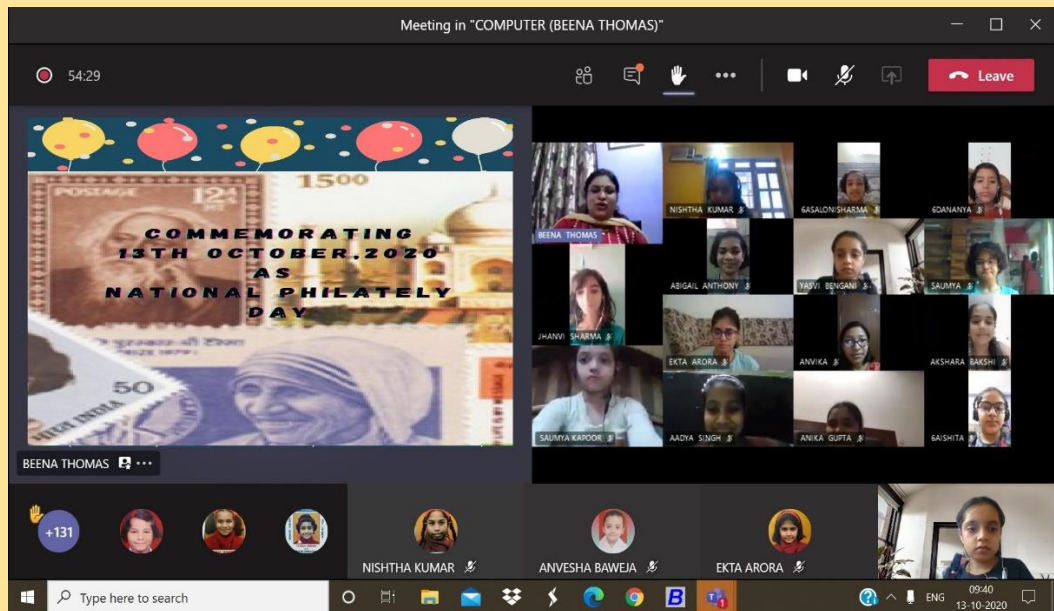 Meeting in "COMPUTER (BEENA THOMAS)"
54:29
Leave
POSTAGE
12
1500
COMMEMORATING
13TH OCTOBER,2020
AS
NATIONAL PHILATELY
DAY
50
INDIA
BEENA THOMAS
NISHTHA KUMAR
6ASALONISHARMA
6DANANYA
ABIGAIL ANTHONY
YASVI BENGANI
SAUMYA
JHANVI SHARMA
EKTA ARORA
ANVIKA
AKSHARA BAKSHI
SAUMYA KAPOOR
AADYA SINGH
ANIKA GUPTA
6AISHITA
BEENA THOMAS
+131
NISHTHA KUMAR
ANVESHA BAWEJA
EKTA ARORA
Type here to search
ENG
09:40
13-10-2020